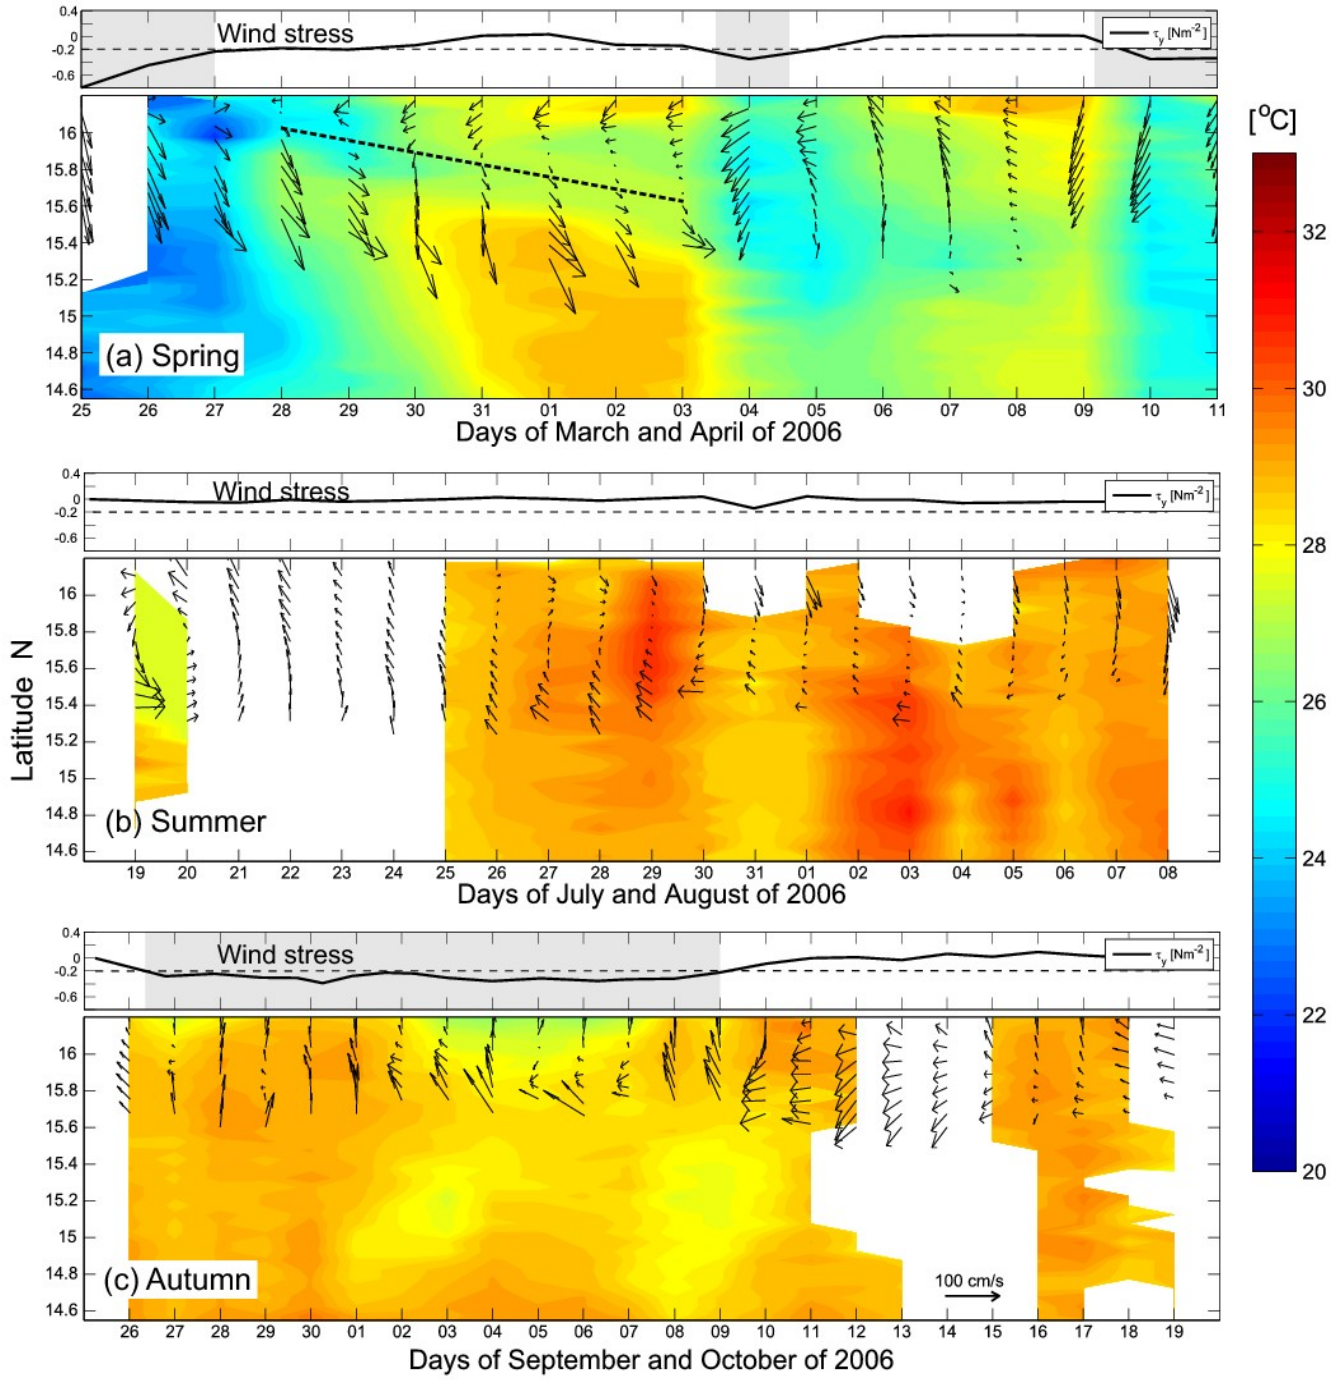 0.4
0
-0.2
-0.6
Wind stress
τy [Nm-2]
16
15.8
15.6
15.4
15.2
15
14.8
14.6
(a) Spring
25 26 27 28 29 30 31 01 02 03 04 05 06 07 08 09 10 11
Days of March and April of 2006
0.4
0
-0.2
-0.6
Wind stress
τy [Nm-2]
16
15.8
15.6
15.4
15.2
15
14.8
14.6
(b) Summer
19 20 21 22 23 24 25 26 27 28 29 30 31 01 02 03 04 05 06 07 08
Days of July and August of 2006
Latitude N
0.4
0
-0.2
-0.6
Wind stress
τy [Nm-2]
16
15.8
15.6
15.4
15.2
15
14.8
14.6
(c) Autumn
100 cm/s
26 27 28 29 30 01 02 03 04 05 06 07 08 09 10 11 12 13 14 15 16 17 18 19
Days of September and October of 2006
[oC]
32
30
28
26
24
22
20